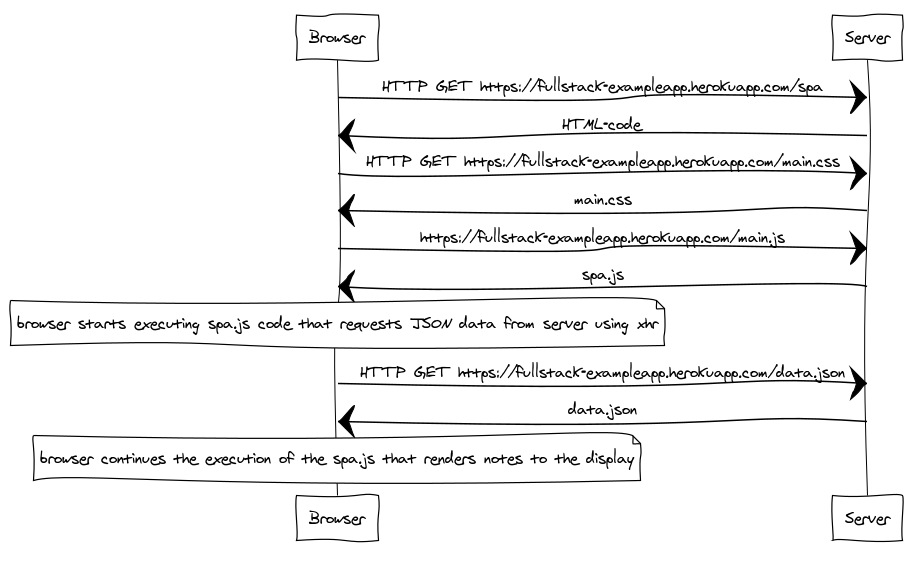 Browser
Server
HTTP GET https://fullstack-exampleapp.herokuapp.com/spa
HTML-code
HTTP GET https://fullstack-exampleapp.herokuapp.com/main.css
main.css
https://fullstack-exampleapp.herokuapp.com/main.js
spa.js
browser starts executing spa.js code that requests JSON data from server using xhr
HTTP GET https://fullstack-exampleapp.herokuapp.com/data.json
data.json
browser continues the execution of the spa.js that renders notes to the display
Browser
Server